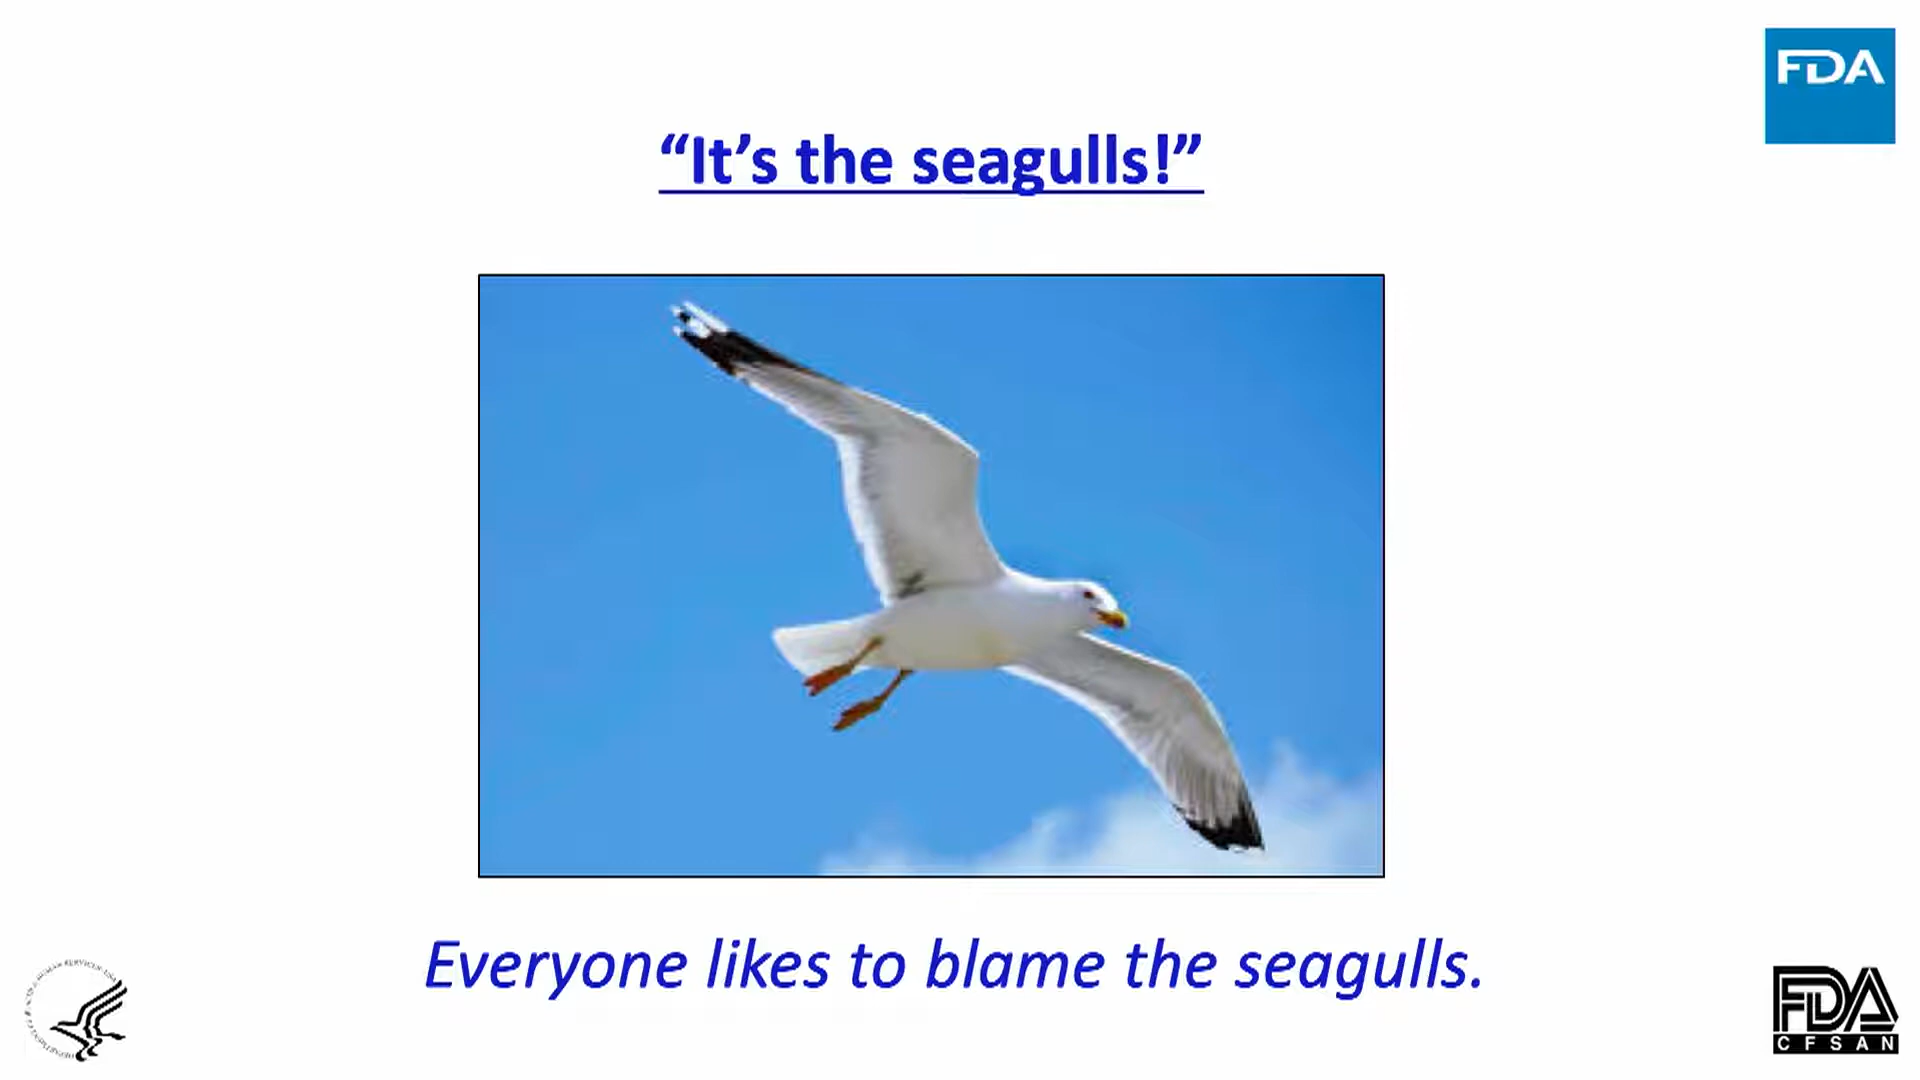 FDA
“It’s the seagulls!”
Everyone likes to blame the seagulls.
FDA
CFSAN